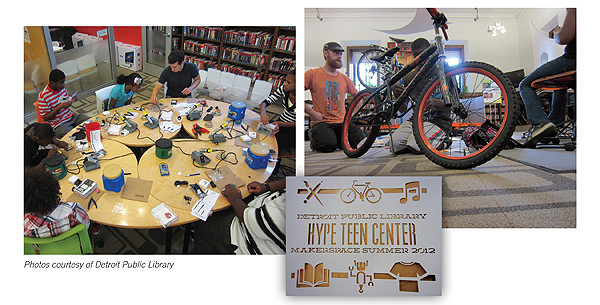 DETROIT PUBLIC LIBRARY
HYPE TEEN CENTER
MAKERSPACE SUMMER 2012
Photos courtesy of Detroit Public Library